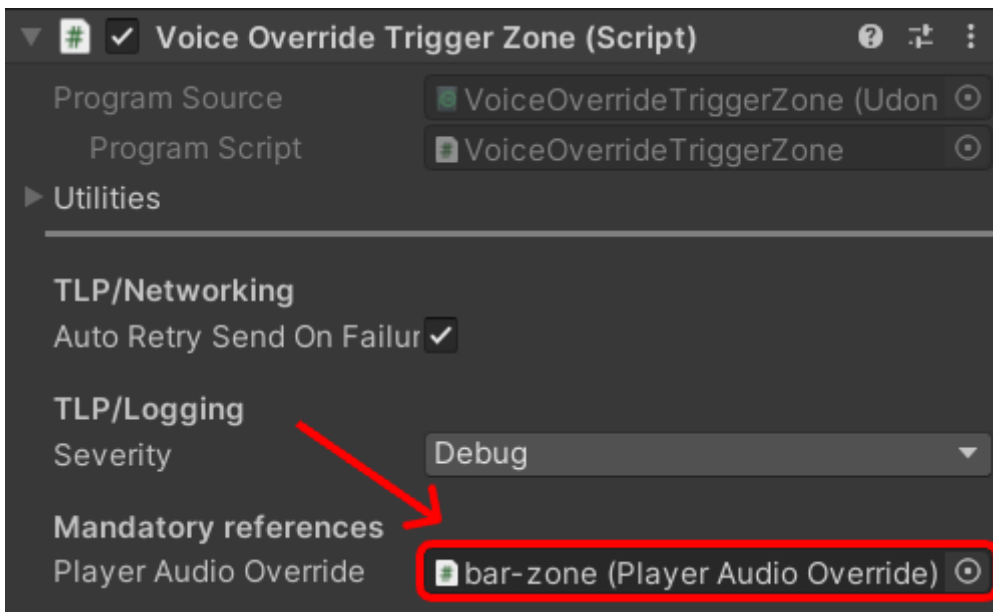 Voice Override Trigger Zone (Script)
Program Source VoiceOverrideTriggerZone (Udon
Program Script VoiceOverrideTriggerZone
Utilities
TLP/Networking
Auto Retry Send On Failur
TLP/Logging
Severity Debug
Mandatory references
Player Audio Override bar-zone (Player Audio Override)